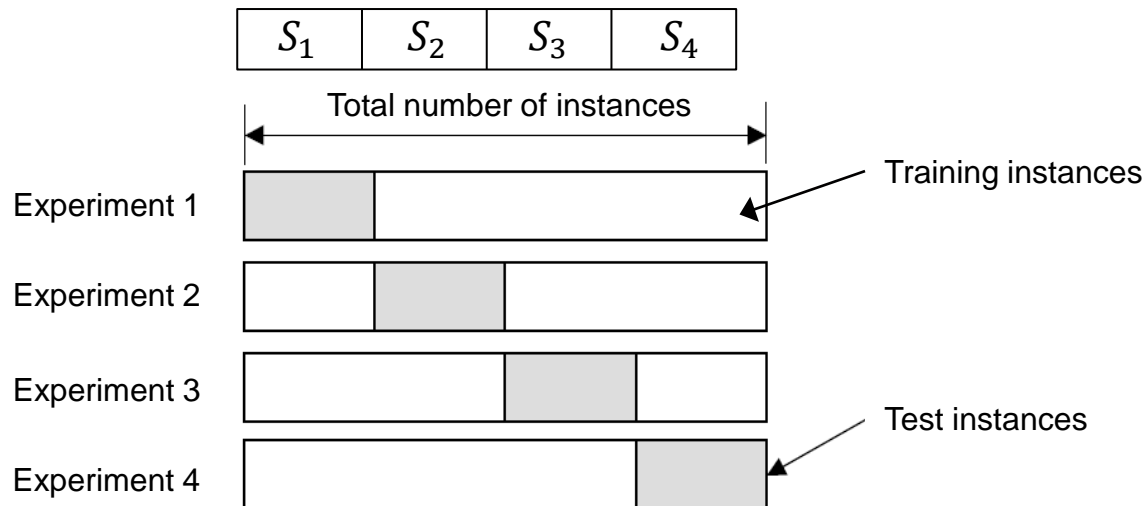 S₁ S₂ S₃ S₄
Total number of instances
Training instances
Experiment 1
Experiment 2
Experiment 3
Test instances
Experiment 4